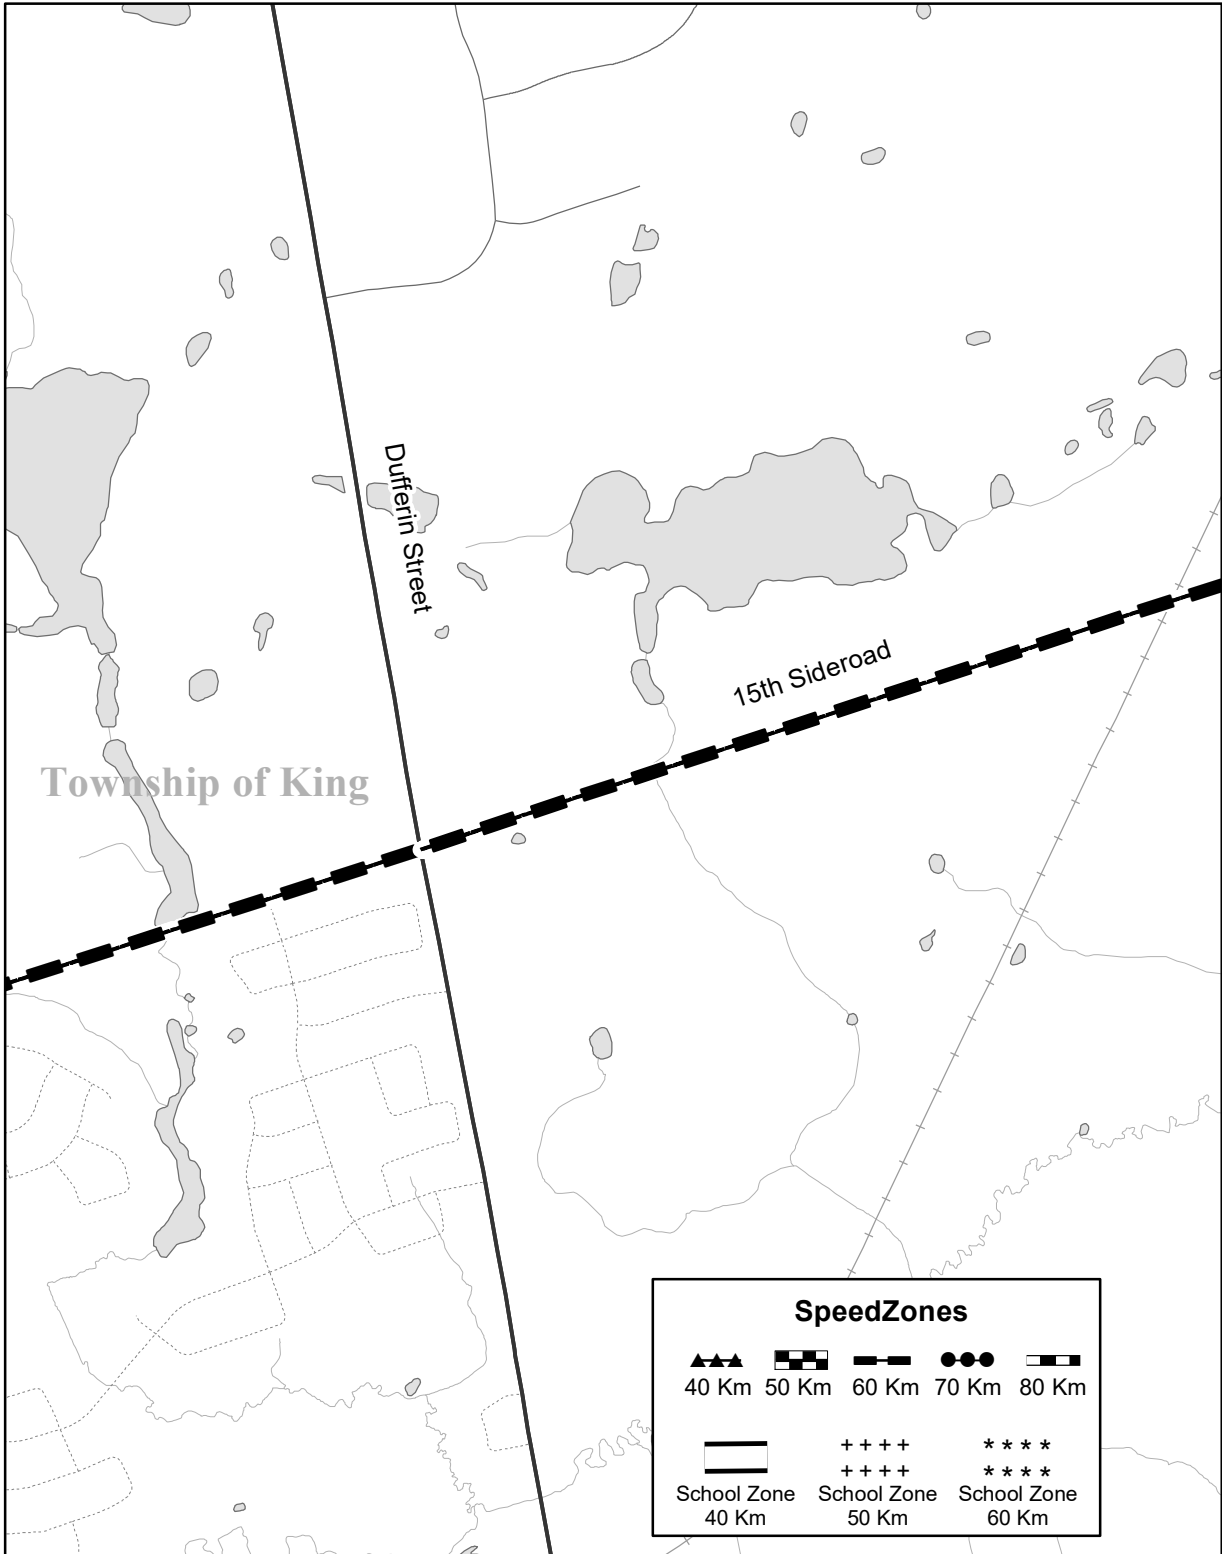 Dufferin Street
15th Sideroad
Township of King
SpeedZones
40 Km 50 Km 60 Km 70 Km 80 Km
School Zone School Zone School Zone
40 Km 50 Km 60 Km